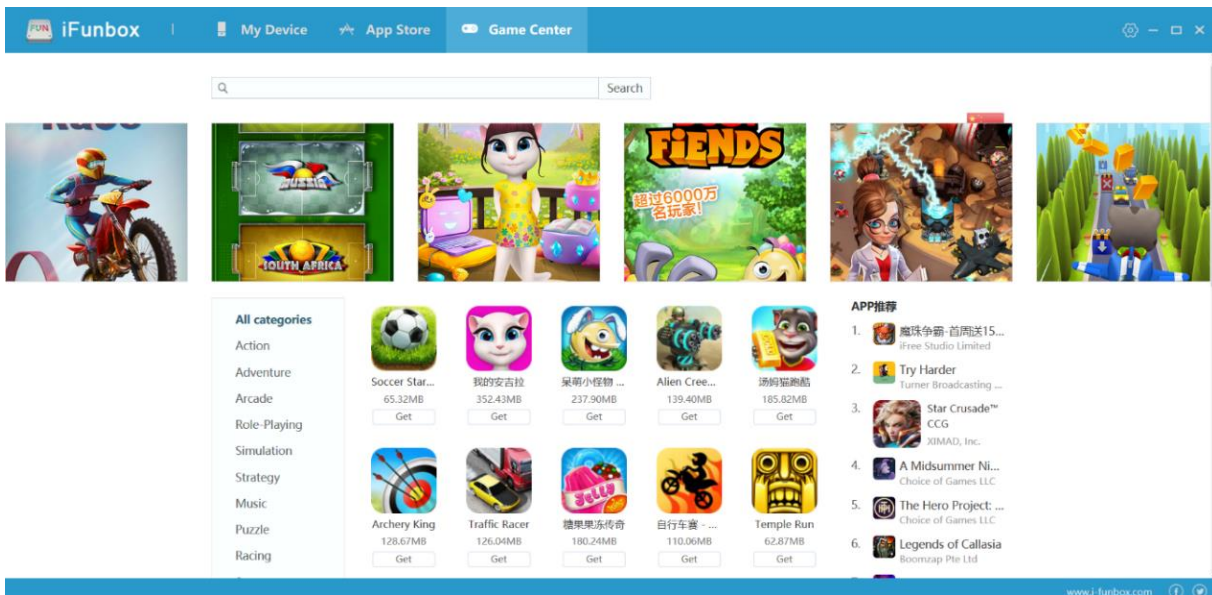 FUN iFunbox
My Device
App Store
Game Center
Search
RUSSIA
SOUTH AFRICA
FiENDS
超过6000万
名玩家!
All categories
Action
Adventure
Arcade
Role-Playing
Simulation
Strategy
Music
Puzzle
Racing
Soccer Star...
我的安吉拉
呆萌小怪物 ...
Alien Cree...
汤姆猫跑酷
65.32MB
352.43MB
237.90MB
139.40MB
185.82MB
Get
Get
Get
Get
Get
Archery King
Traffic Racer
糖果果冻传奇
自行车赛 - ...
Temple Run
128.67MB
126.04MB
180.24MB
110.06MB
62.87MB
Get
Get
Get
Get
Get
APP推荐
1. 魔珠争霸-首周送15...
iFree Studio Limited
2. Try Harder
Turner Broadcasting ...
3. Star Crusade™
CCG
XIMAD, Inc.
4. A Midsummer Ni...
Choice of Games LLC
5. The Hero Project: ...
Choice of Games LLC
6. Legends of Callasia
Boomzap Pte Ltd
www.i-funbox.com